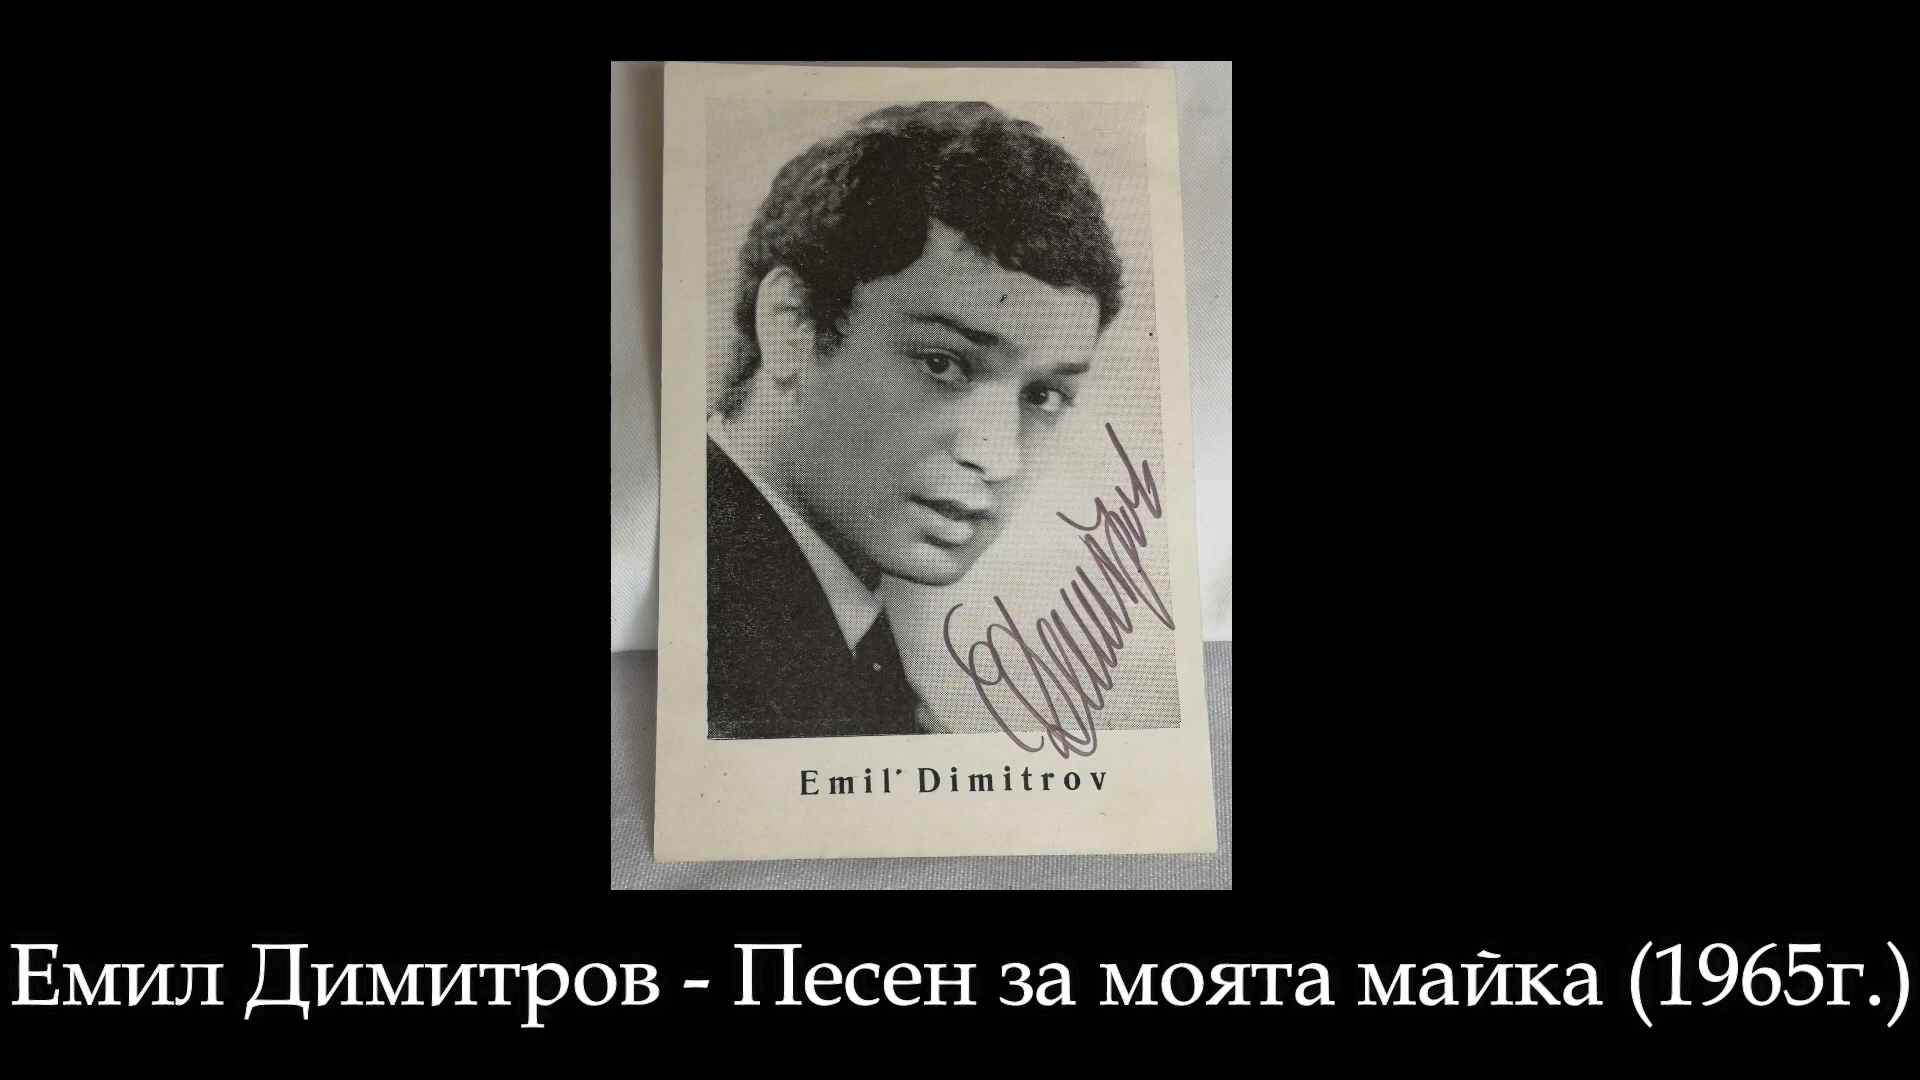 Emil Dimitrov
Емил Димитров - Песен за моята майка (1965г.)